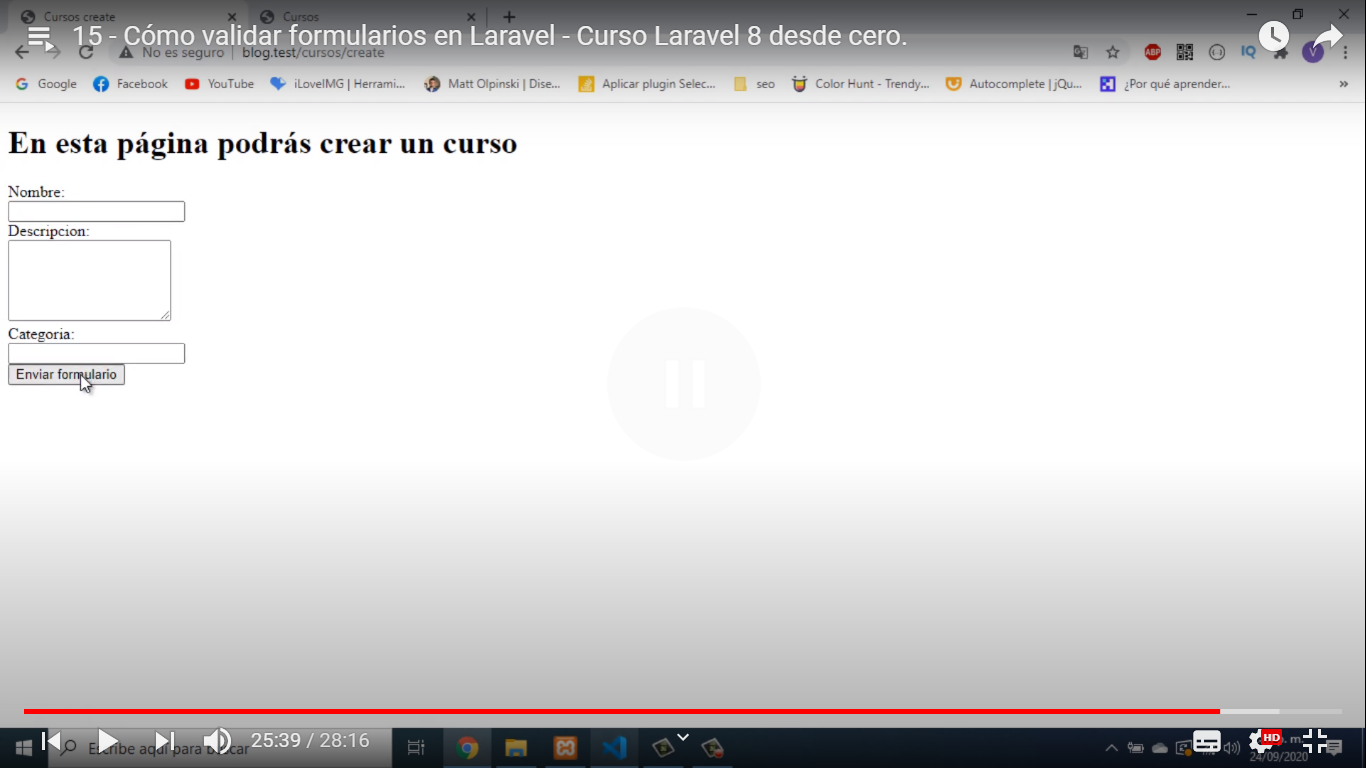 Cursos create
Cursos
15 - Cómo validar formularios en Laravel - Curso Laravel 8 desde cero.
No es seguro | blog.test/cursos/create
ABP
IQ
V
Google
Facebook
YouTube
iLoveIMG | Herrami...
Matt Olpinski | Dise...
Aplicar plugin Selec...
seo
Color Hunt - Trendy...
Autocomplete | jQu...
¿Por qué aprender...
»
En esta página podrás crear un curso
Nombre:
Descripcion:
Categoria:
Enviar formulario
25:39 / 28:16
Escribe aquí para buscar
HD
24/09/2020